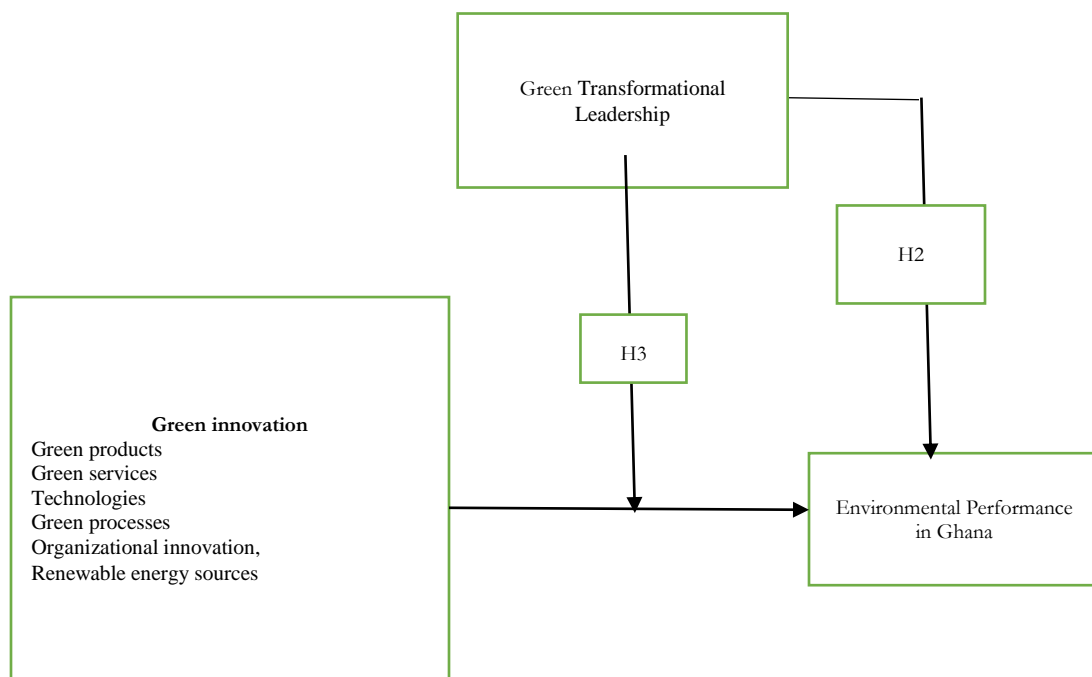 Green Transformational
Leadership
H2
H3
Green innovation
Green products
Green services
Technologies
Green processes
Organizational innovation,
Renewable energy sources
Environmental Performance
in Ghana